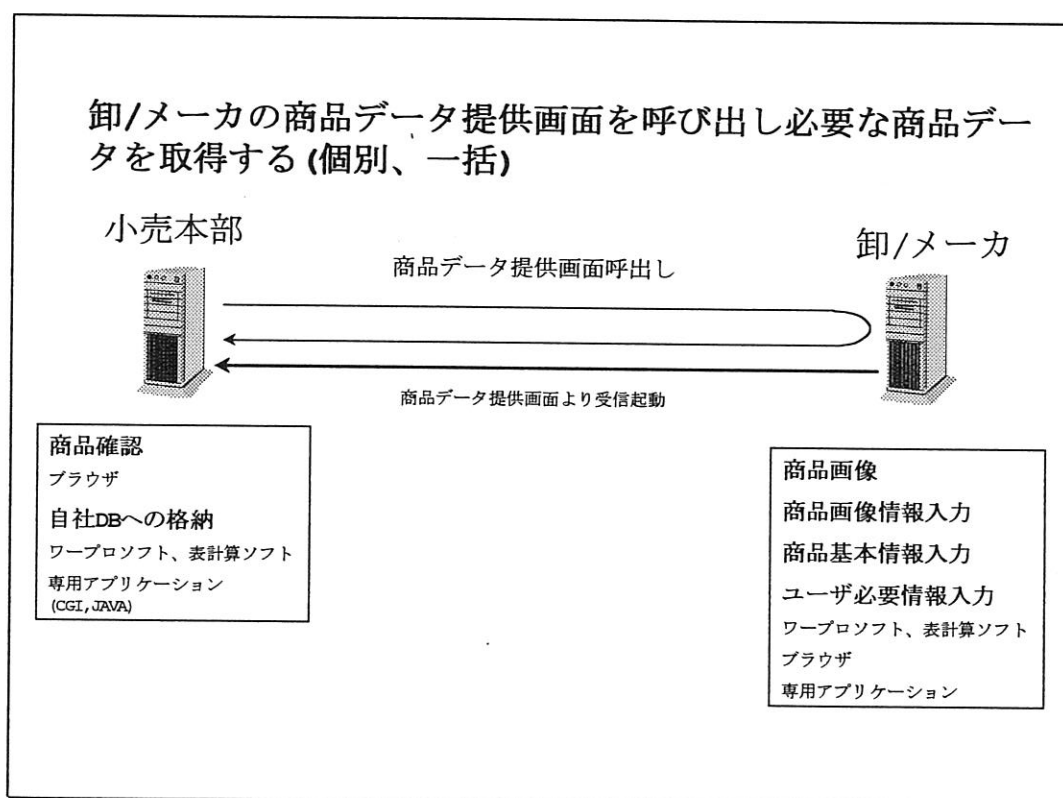 卸/メーカの商品データ提供画面を呼び出し必要な商品デー
タを取得する(個別、一括)
小売本部
卸/メーカ
商品データ提供画面呼出し
商品データ提供画面より受信起動
商品確認
ブラウザ
自社DBへの格納
ワープロソフト、表計算ソフト
専用アプリケーション
(CGI,JAVA)
商品画像
商品画像情報入力
商品基本情報入力
ユーザ必要情報入力
ワープロソフト、表計算ソフト
ブラウザ
専用アプリケーション